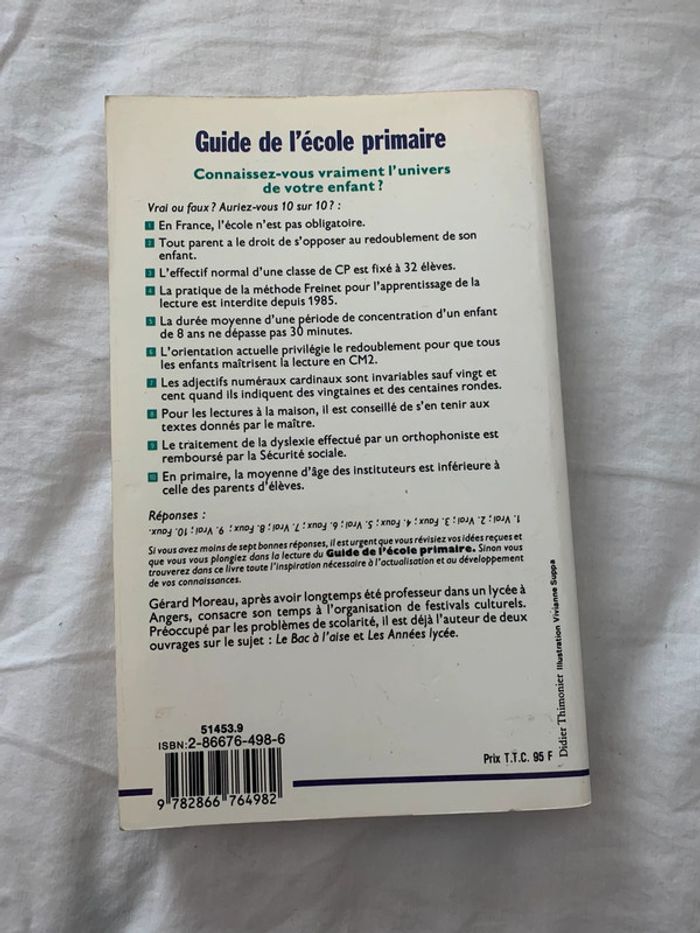 Guide de l'école primaire
Connaissez-vous vraiment l'univers
de votre enfant ?
Vrai ou faux ? Auriez-vous 10 sur 10 ? :
1 En France, l'école n'est pas obligatoire.
2 Tout parent a le droit de s'opposer au redoublement de son
enfant.
3 L'effectif normal d'une classe de CP est fixé à 32 élèves.
4 La pratique de la méthode Freinet pour l'apprentissage de la
lecture est interdite depuis 1985.
5 La durée moyenne d'une période de concentration d'un enfant
de 8 ans ne dépasse pas 30 minutes.
6 L'orientation actuelle privilégie le redoublement pour que tous
les enfants maîtrisent la lecture en CM2.
7 Les adjectifs numéraux cardinaux sont invariables sauf vingt et
cent quand ils indiquent des vingtaines et des centaines rondes.
8 Pour les lectures à la maison, il est conseillé de s'en tenir aux
textes donnés par le maître.
9 Le traitement de la dyslexie effectué par un orthophoniste est
remboursé par la Sécurité sociale.
10 En primaire, la moyenne d'âge des instituteurs est inférieure à
celle des parents d'élèves.
Réponses :
1. Vrai ; 2. Vrai ; 3. Faux ; 4. Faux ; 5. Vrai ; 6. Faux ; 7. Vrai ; 8. Faux ; 9. Vrai ; 10. Faux.
Si vous avez moins de sept bonnes réponses, il est urgent que vous révisiez vos idées reçues et
que vous vous plongiez dans la lecture du Guide de l'école primaire. Sinon vous
trouverez dans ce livre toute l'inspiration nécessaire à l'actualisation et au développement
de vos connaissances.
Gérard Moreau, après avoir longtemps été professeur dans un lycée à
Angers, consacre son temps à l'organisation de festivals culturels.
Préoccupé par les problèmes de scolarité, il est déjà l'auteur de deux
ouvrages sur le sujet : Le Bac à l'aise et Les Années lycée.
Didier Thimonier Illustration Vivianne Suppa
51453.9
ISBN:2-86676-498-6
9 782866 764982
Prix T.T.C. 95 F